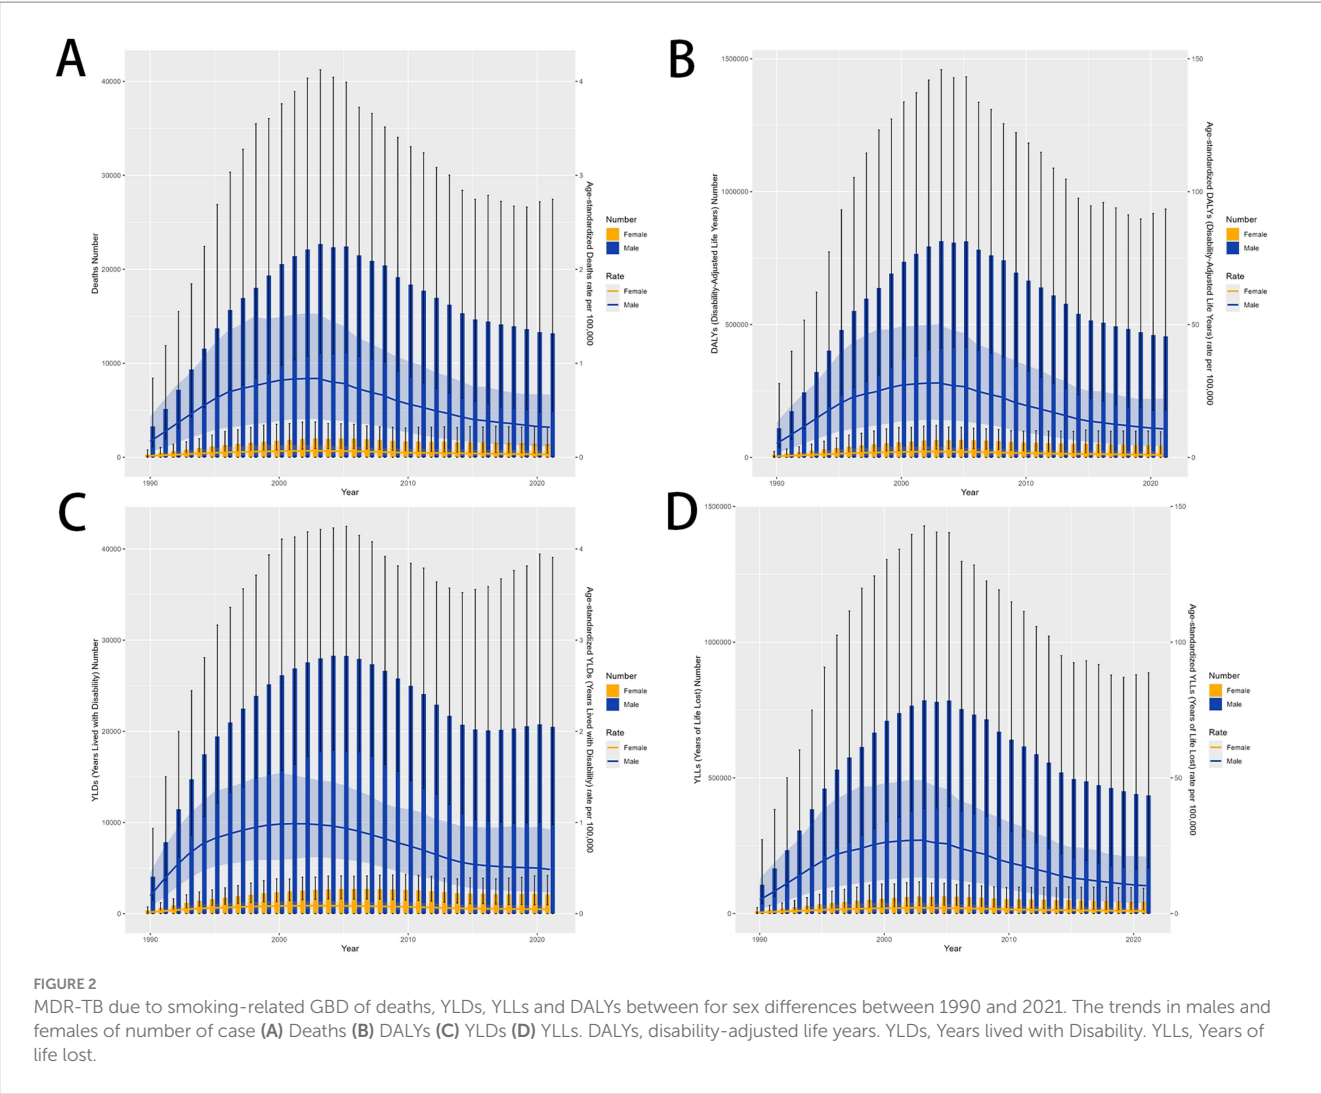 A
40000
30000
20000
10000
0
4
3
2
1
0
1990
2000
2010
2020
Year
Deaths Number
Age-standardized Deaths rate per 100,000
Number
Female
Male
Rate
Female
Male
B
1500000
1000000
500000
0
150
100
50
0
1990
2000
2010
2020
Year
DALYs (Disability-Adjusted Life Years) Number
Age-standardized DALYs (Disability-Adjusted Life Years) rate per 100,000
Number
Female
Male
Rate
Female
Male
C
40000
30000
20000
10000
0
4
3
2
1
0
1990
2000
2010
2020
Year
YLDs (Years Lived with Disability) Number
Age-standardized YLDs (Years Lived with Disability) rate per 100,000
Number
Female
Male
Rate
Female
Male
D
1500000
1000000
500000
0
150
100
50
0
1990
2000
2010
2020
Year
YLLs (Years of Life Lost) Number
Age-standardized YLLs (Years of Life Lost) rate per 100,000
Number
Female
Male
Rate
Female
Male
FIGURE 2
MDR-TB due to smoking-related GBD of deaths, YLDs, YLLs and DALYs between for sex differences between 1990 and 2021. The trends in males and
females of number of case (A) Deaths (B) DALYs (C) YLDs (D) YLLs. DALYs, disability-adjusted life years. YLDs, Years lived with Disability. YLLs, Years of
life lost.